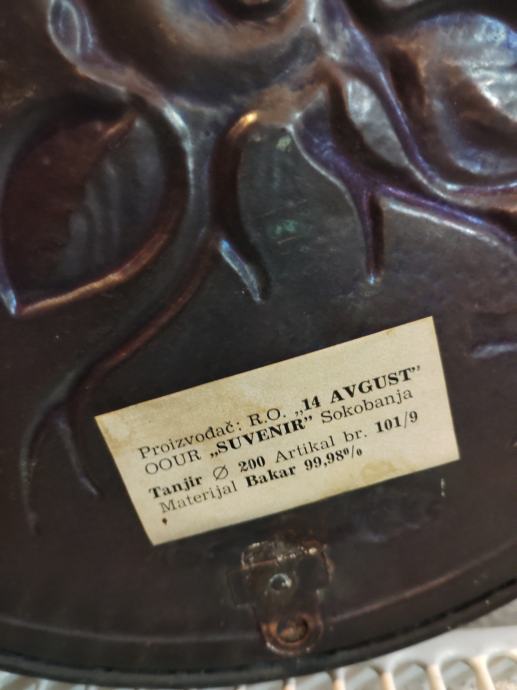 Proizvođač: R.O. „14 AVGUST”
OOUR „SUVENIR” Sokobanja
Tanjir ∅ 200 Artikal br. 101/9
Materijal Bakar 99,98%